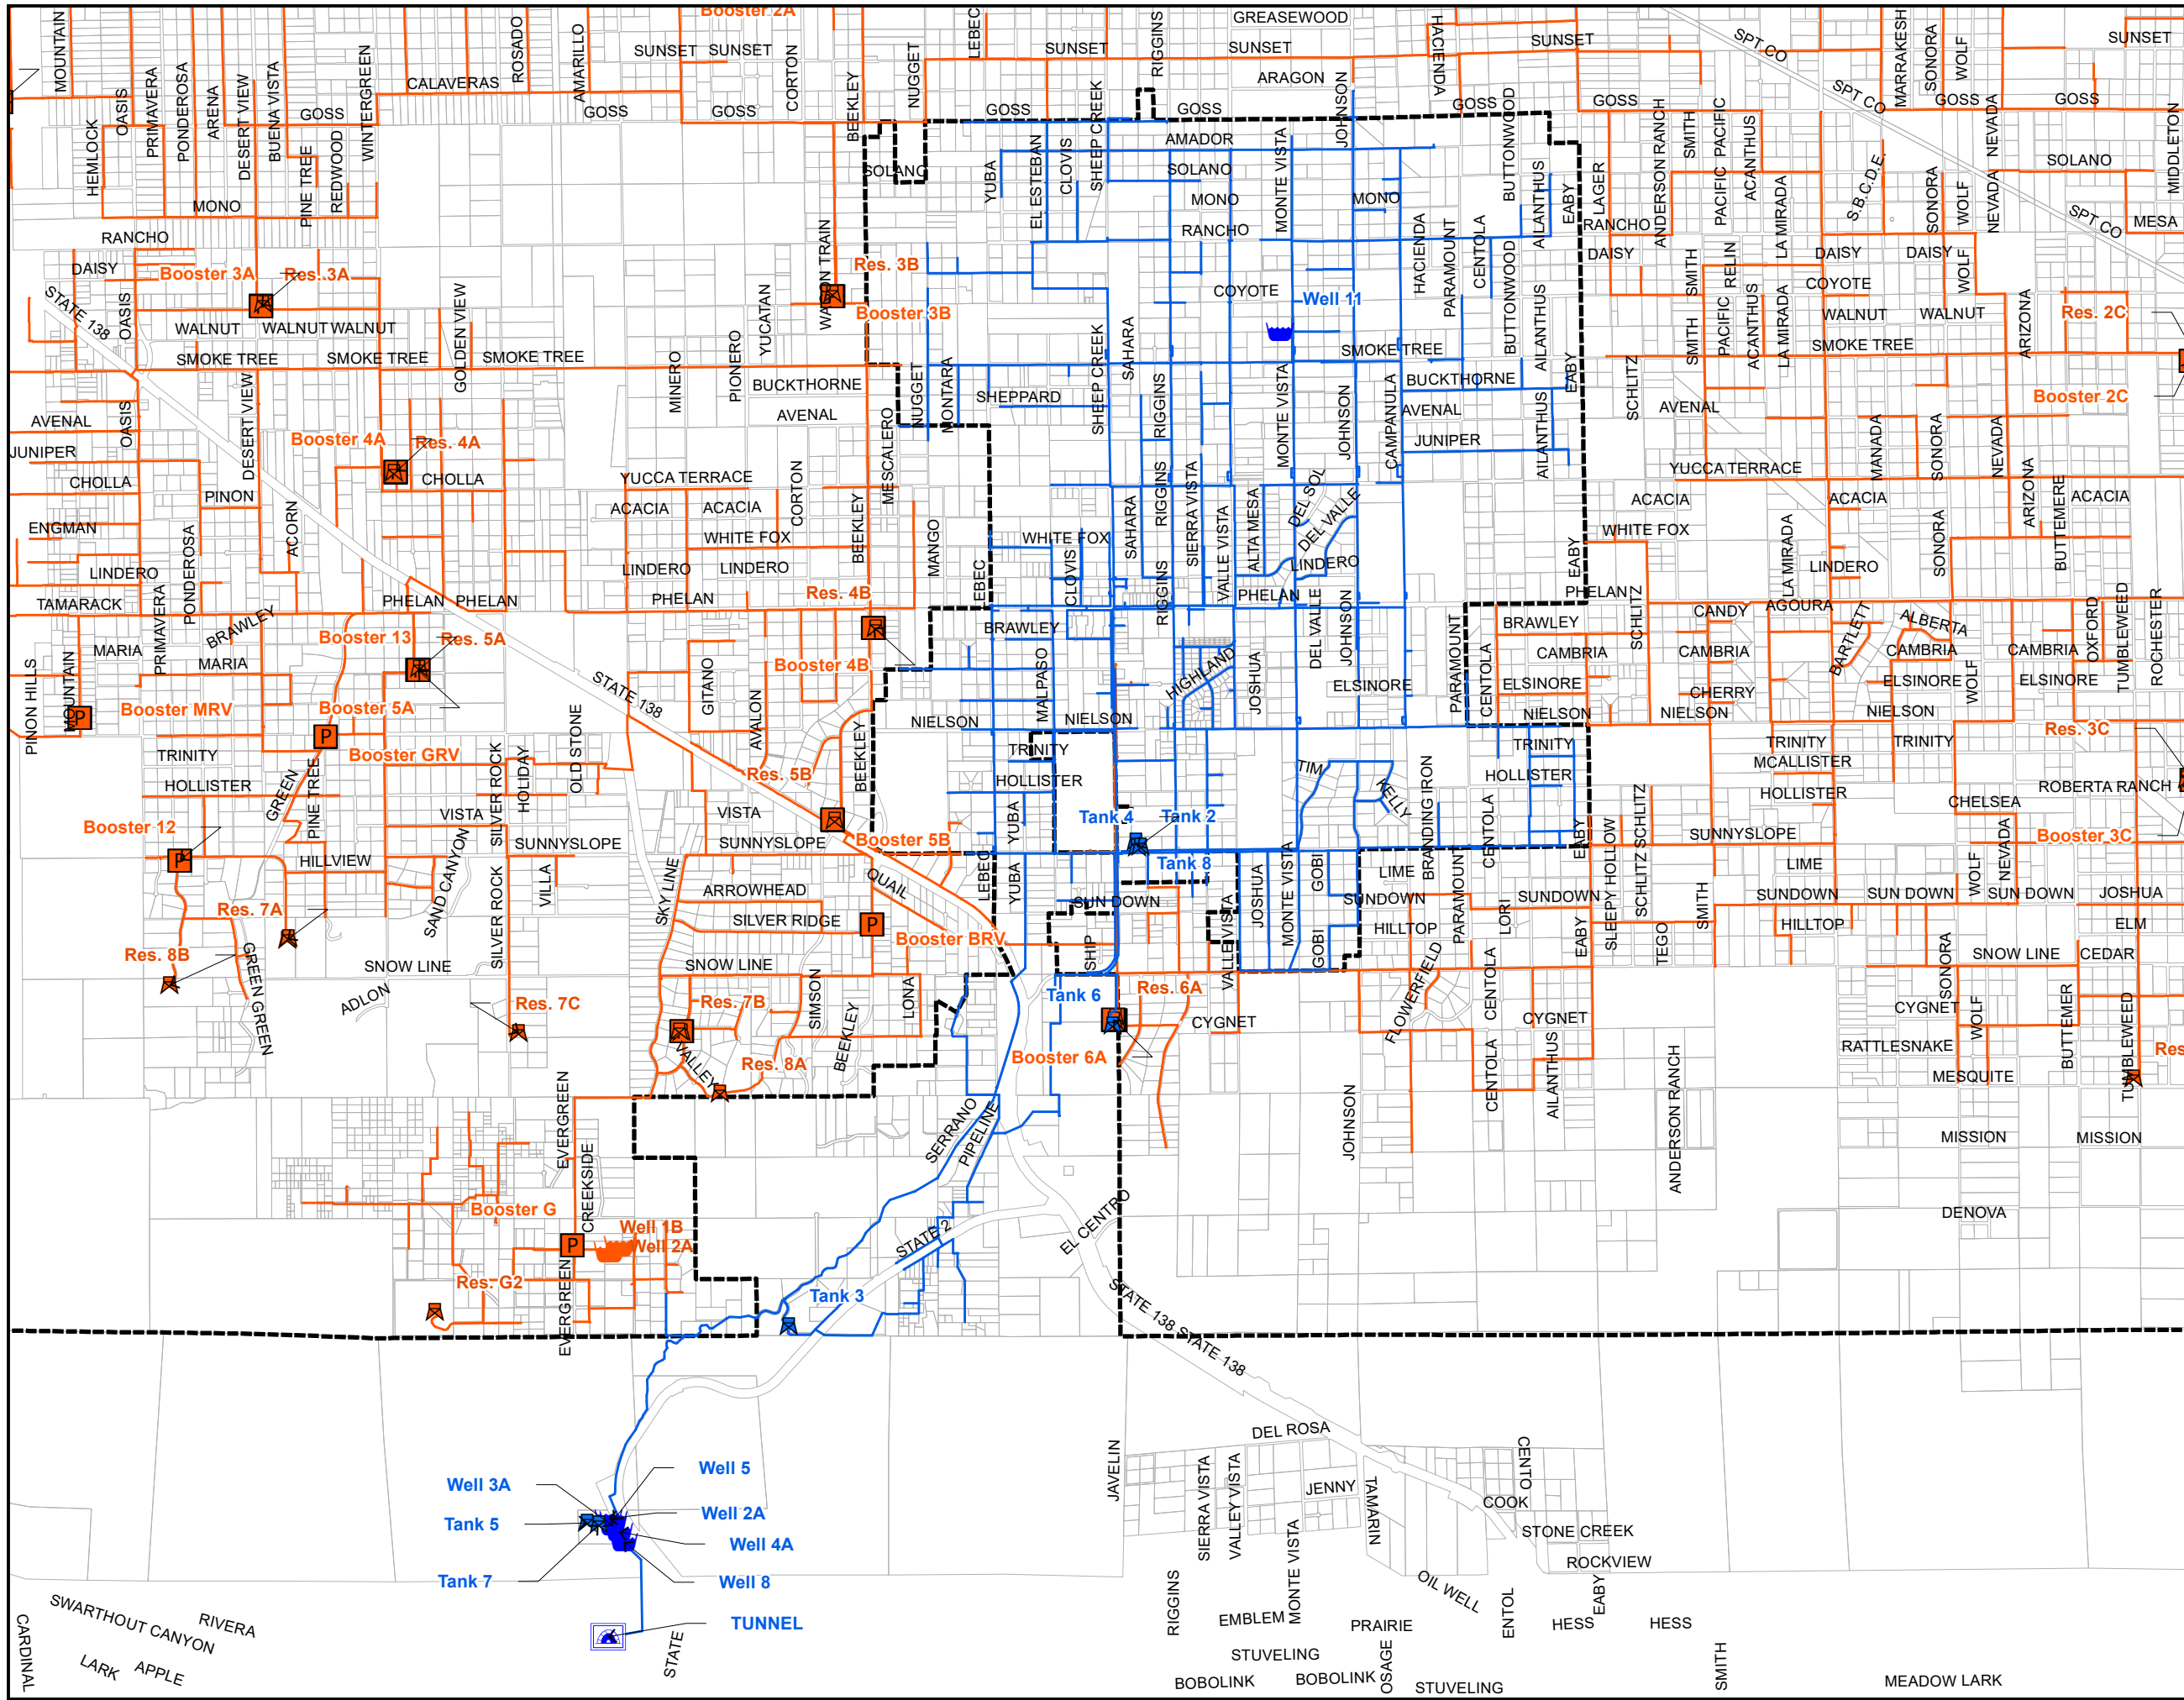 Booster 2A
GREASEWOOD
MOUNTAIN
ROSADO
AMARILLO
SUNSET
SUNSET
CORTON
NUGGET
LEBEC
SUNSET
RIGGINS
SUNSET
HACIENDA
SUNSET
SPT CO
MARRAKESH
SONORA
WOLF
SUNSET
CALAVERAS
ARAGON
OASIS
PRIMAVERA
PONDEROSA
ARENA
DESERT VIEW
BUENA VISTA
GOSS
WINTERGREEN
GOSS
GOSS
BEEKLEY
GOSS
SHEEP CREEK
GOSS
JOHNSON
GOSS
BUTTONWOOD
GOSS
SPT CO
GOSS
NEVADA
GOSS
HEMLOCK
PINE TREE
REDWOOD
SOLANO
YUBA
EL ESTEBAN
CLOVIS
AMADOR
SOLANO
MONTE VISTA
AILANTHUS
EABY
LAGER
ANDERSON RANCH
SMITH
PACIFIC
PACIFIC
ACANTHUS
LA MIRADA
S.B.C.D.E.
SONORA
WOLF
NEVADA
SOLANO
MIDDLETON
MONO
MONO
MONO
RANCHO
RANCHO
RANCHO
SPT CO
MESA
DAISY
Booster 3A
Res. 3A
WAGON TRAIN
Res. 3B
HACIENDA
PARAMOUNT
CENTOLA
BUTTONWOOD
DAISY
SMITH
RELIN
DAISY
DAISY
WOLF
STATE 138
OASIS
GOLDEN VIEW
YUCATAN
Booster 3B
COYOTE
Well 11
AILANTHUS
PACIFIC
ACANTHUS
LA MIRADA
COYOTE
ARIZONA
Res. 2C
WALNUT
WALNUT
WALNUT
WALNUT
WALNUT
SMOKE TREE
SMOKE TREE
SMOKE TREE
MINERO
PIONERO
SHEEP CREEK
SAHARA
SMOKE TREE
SMITH
SMOKE TREE
BUCKTHORNE
NUGGET
MONTARA
SHEPPARD
RIGGINS
MONTE VISTA
JOHNSON
CAMPANULA
BUCKTHORNE
EABY
SCHLITZ
Booster 2C
AVENAL
OASIS
DESERT VIEW
AVENAL
MESCALERO
AVENAL
AILANTHUS
AVENAL
MANADA
SONORA
NEVADA
JUNIPER
Booster 4A
Res. 4A
JUNIPER
CHOLLA
CHOLLA
YUCCA TERRACE
CORTON
YUCCA TERRACE
ARIZONA
BUTTEMERE
PINON
ACACIA
ACACIA
BEEKLEY
SAHARA
RIGGINS
SIERRA VISTA
VALLE VISTA
ALTA MESA
DEL SOL
DEL VALLE
ACACIA
ACACIA
ACACIA
ENGMAN
PONDEROSA
ACORN
WHITE FOX
MANGO
WHITE FOX
CLOVIS
WHITE FOX
LINDERO
LINDERO
LINDERO
LEBEC
LINDERO
EABY
LA MIRADA
LINDERO
SONORA
TAMARACK
PRIMAVERA
BRAWLEY
PHELAN
PHELAN
PHELAN
Res. 4B
RIGGINS
PHELAN
PHELAN
SCHLITZ
CANDY
AGOURA
BARTLETT
ALBERTA
OXFORD
TUMBLEWEED
ROCHESTER
Booster 13
Res. 5A
BRAWLEY
DEL VALLE
JOHNSON
PARAMOUNT
BRAWLEY
MARIA
MARIA
GITANO
AVALON
Booster 4B
MALPASO
HIGHLAND
JOSHUA
CENTOLA
CAMBRIA
CAMBRIA
CAMBRIA
CAMBRIA
PINON HILLS
MOUNTAIN
P
Booster MRV
Booster 5A
STATE 138
ELSINORE
ELSINORE
CHERRY
ELSINORE
WOLF
ELSINORE
NIELSON
NIELSON
NIELSON
NIELSON
NIELSON
P
TRINITY
Booster GRV
SILVER ROCK
HOLIDAY
OLD STONE
BEEKLEY
TRINITY
TRINITY
TRINITY
TRINITY
Res. 3C
HOLLISTER
GREEN
PINE TREE
Res. 5B
HOLLISTER
TIM
KELLY
BRANDING IRON
HOLLISTER
MCALLISTER
ROBERTA RANCH
Booster 12
VISTA
VISTA
YUBA
Tank 4
Tank 2
CENTOLA
SCHLITZ
HOLLISTER
CHELSEA
P
SUNNYSLOPE
SUNNYSLOPE
Booster 5B
EABY
SUNNYSLOPE
NEVADA
Booster 3C
HILLVIEW
SAND CANYON
SILVER ROCK
VILLA
SKY LINE
QUAIL
LEBEC
YUBA
Tank 8
JOSHUA
MONTE VISTA
GOBI
LIME
PARAMOUNT
SLEEPY HOLLOW
SCHLITZ
LIME
WOLF
ARROWHEAD
SUN DOWN
SUNDOWN
SUNDOWN
SMITH
SUNDOWN
SUN DOWN
SUN DOWN
JOSHUA
Res. 7A
SILVER RIDGE
P
Booster BRV
SHIP
VALLE VISTA
GOBI
HILLTOP
LORI
EABY
TEGO
HILLTOP
SONORA
ELM
Res. 8B
GREEN
GREEN
SNOW LINE
SNOW LINE
FLOWERFIELD
CENTOLA
SNOW LINE
CEDAR
ADLON
Res. 7C
Res. 7B
SIMSON
BEEKLEY
LONA
Tank 6
Res. 6A
CYGNET
CYGNET
CYGNET
WOLF
BUTTEMER
TUMBLEWEED
VALLEY
Res. 8A
Booster 6A
RATTLESNAKE
Res
JOHNSON
CENTOLA
AILANTHUS
ANDERSON RANCH
MESQUITE
EVERGREEN
SERRANO
PIPELINE
MISSION
MISSION
CREEKSIDE
Booster G
Well 1B
Well 2A
P
STATE 2
EL CENTRO
DENOVA
Res. G2
EVERGREEN
Tank 3
STATE 138
STATE 138
DEL ROSA
JAVELIN
SIERRA VISTA
VALLEY VISTA
JENNY
TAMARIN
CENTO
Well 5
Well 3A
COOK
Well 2A
Tank 5
STONE CREEK
Well 4A
MONTE VISTA
ROCKVIEW
Tank 7
Well 8
RIGGINS
OIL WELL
ENTOL
EABY
CARDINAL
SWARTHOUT CANYON
RIVERA
TUNNEL
EMBLEM
PRAIRIE
HESS
HESS
LARK
APPLE
STATE
STUVELING
OSAGE
SMITH
BOBOLINK
BOBOLINK
STUVELING
MEADOW LARK